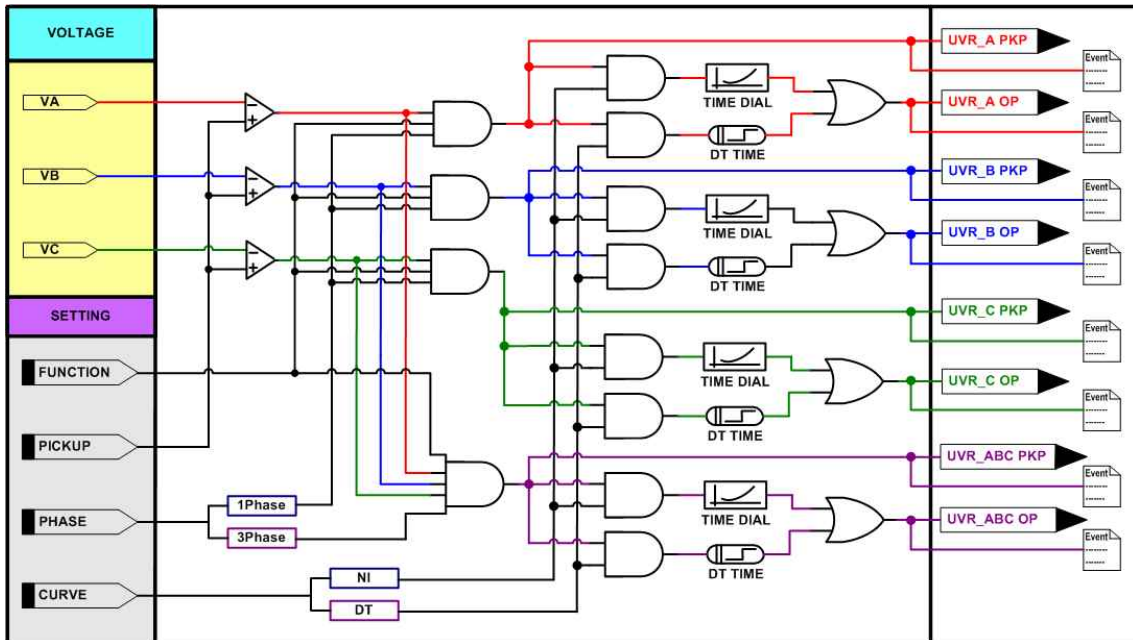 VOLTAGE
VA
VB
VC
SETTING
FUNCTION
PICKUP
PHASE
CURVE
1Phase
3Phase
NI
DT
TIME DIAL
DT TIME
TIME DIAL
DT TIME
TIME DIAL
DT TIME
TIME DIAL
DT TIME
UVR_A PKP
Event
UVR_A OP
Event
UVR_B PKP
Event
UVR_B OP
Event
UVR_C PKP
Event
UVR_C OP
Event
UVR_ABC PKP
Event
UVR_ABC OP
Event